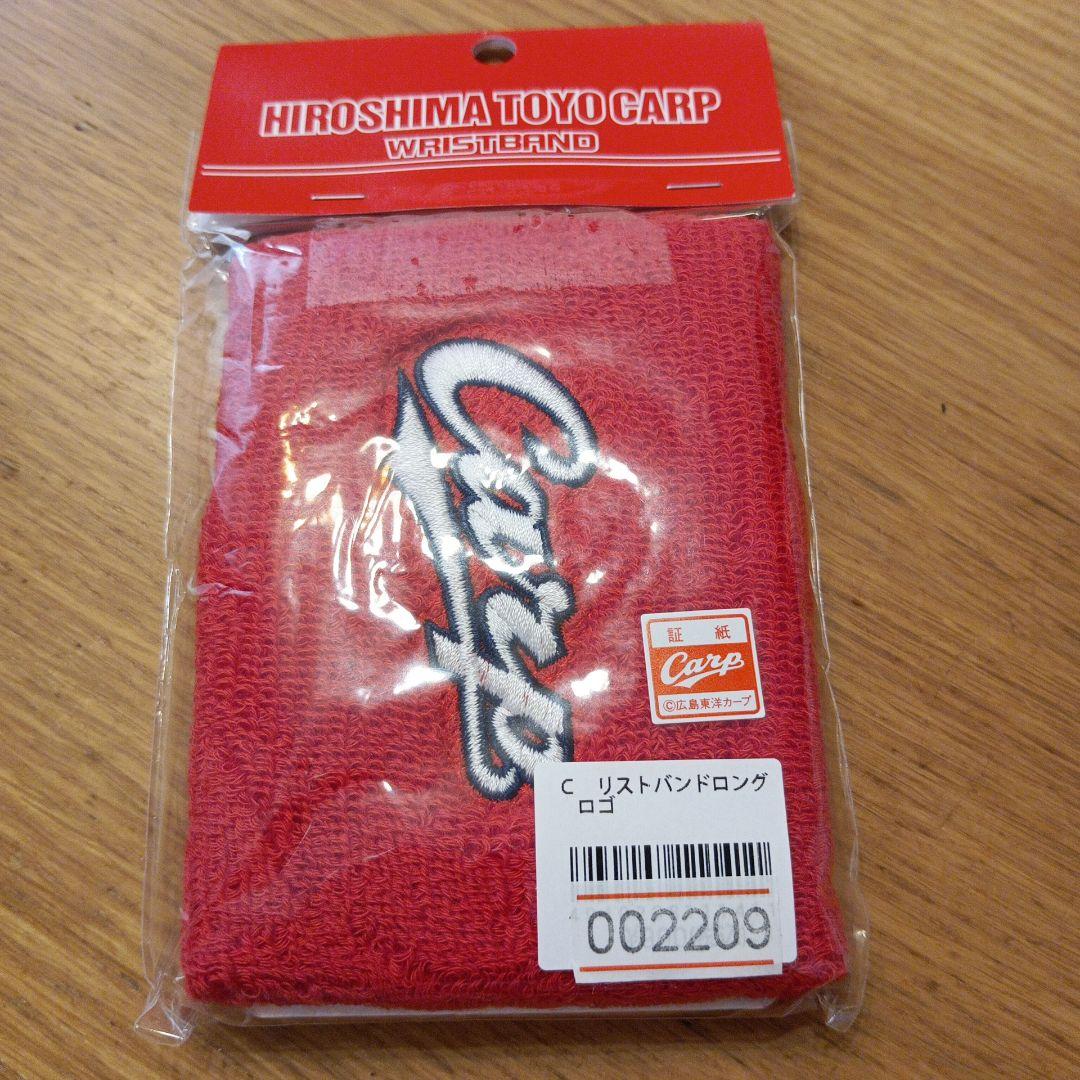 HIROSHIMA TOYO CARP
WRISTBAND
Carp
証 紙
Carp
©広島東洋カープ
C リストバンドロング
ロゴ
002209